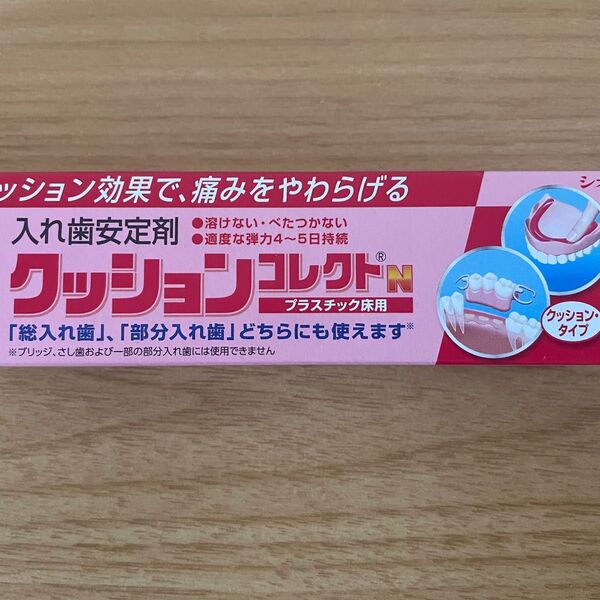 ッション効果で、痛みをやわらげる
入れ歯安定剤
●溶けない・べたつかない
●適度な弾力4〜5日持続
クッションコレクト®N
プラスチック床用
「総入れ歯」、「部分入れ歯」どちらにも使えます※
※ブリッジ、さし歯および一部の部分入れ歯には使用できません
クッション・
タイプ